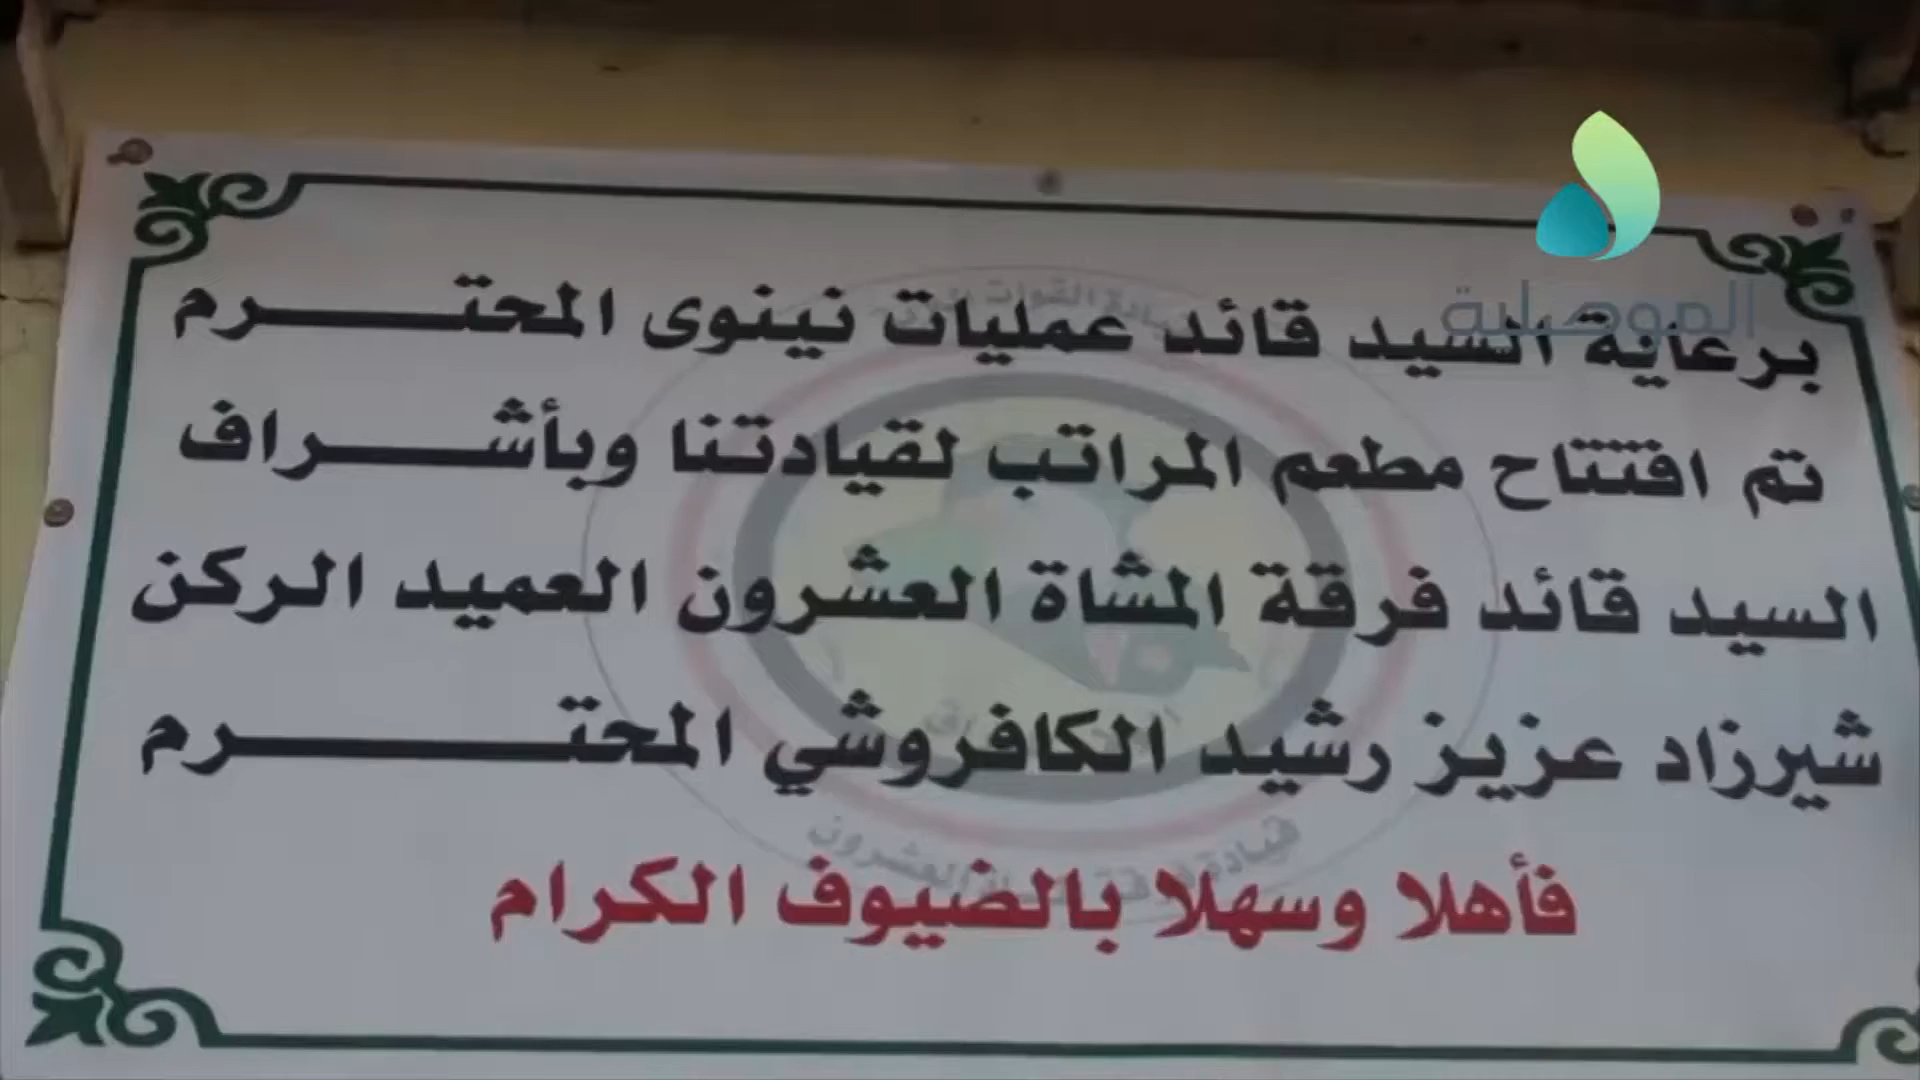 الموصلية
برعاية السيد قائد عمليات نينوى المحترم
تم افتتاح مطعم المراتب لقيادتنا وبأشراف
السيد قائد فرقة المشاة العشرون العميد الركن
شيرزاد عزيز رشيد الكافروشي المحترم
فأهلا وسهلا بالضيوف الكرام